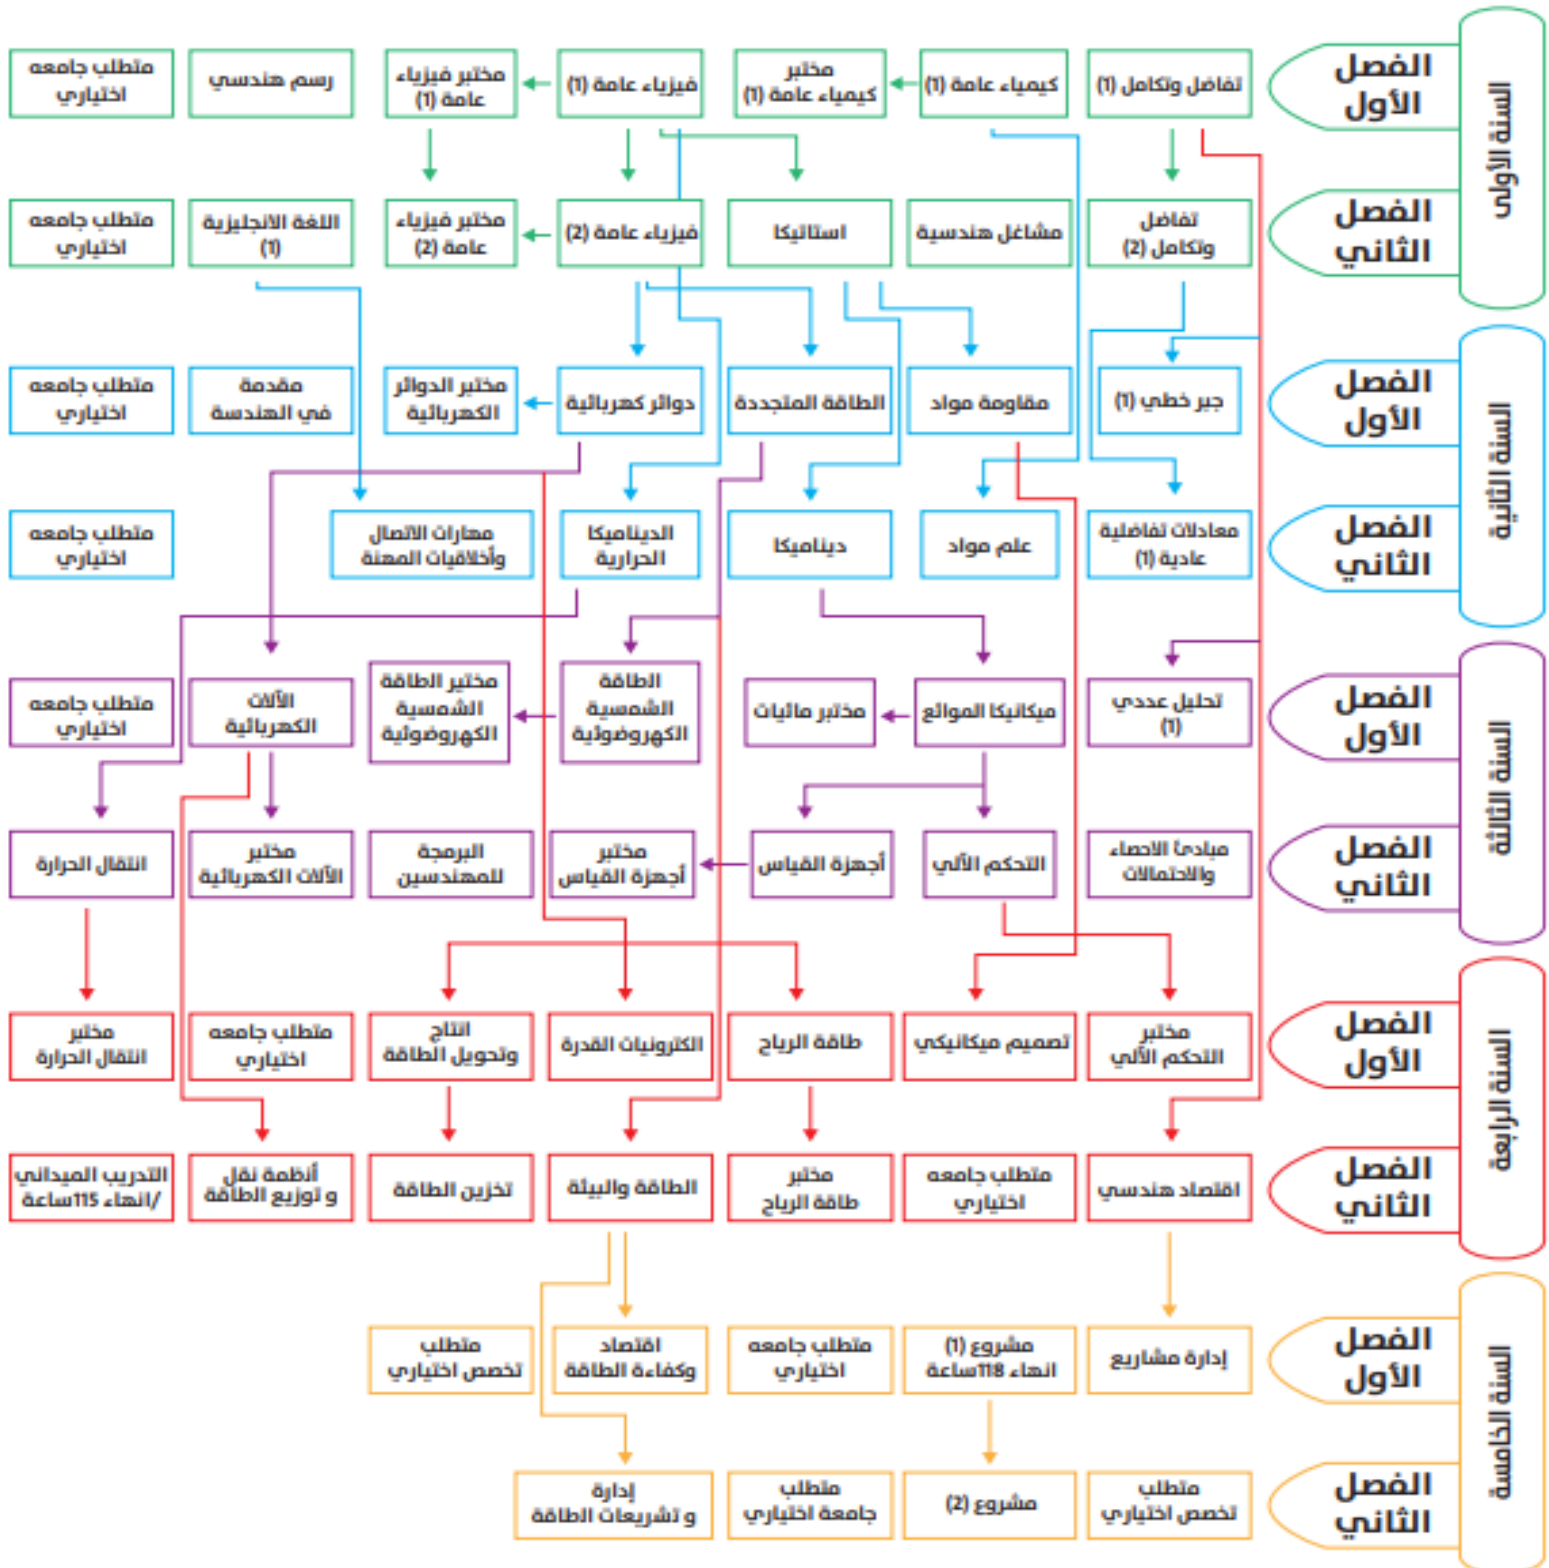 السنة الأولى
الفصل
الأول
تفاضل وتكامل (1)
كيمياء عامة (1)
مختبر
كيمياء عامة (1)
فيزياء عامة (1)
مختبر فيزياء
عامة (1)
رسم هندسي
متطلب جامعه
اختياري
الفصل
الثاني
تفاضل
وتكامل (2)
مشاغل هندسية
استاتيكا
فيزياء عامة (2)
مختبر فيزياء
عامة (2)
اللغة الانجليزية
(1)
متطلب جامعه
اختياري
السنة الثانية
الفصل
الأول
جبر خطي (1)
مقاومة مواد
الطاقة المتجددة
دوائر كهربائية
مختبر الدوائر
الكهربائية
مقدمة
في الهندسة
متطلب جامعه
اختياري
الفصل
الثاني
معادلات تفاضلية
عادية (1)
علم مواد
ديناميكا
الديناميكا
الحرارية
مهارات الاتصال
وأخلاقيات المهنة
متطلب جامعه
اختياري
السنة الثالثة
الفصل
الأول
تحليل عددي
(1)
ميكانيكا الموائع
مختبر مائيات
الطاقة
الشمسية
الكهروضوئية
مختبر الطاقة
الشمسية
الكهروضوئية
الآلات
الكهربائية
متطلب جامعه
اختياري
الفصل
الثاني
مبادئ الاحصاء
والاحتمالات
التحكم الآلي
أجهزة القياس
مختبر
أجهزة القياس
البرمجة
للمهندسين
مختبر
الآلات الكهربائية
انتقال الحرارة
السنة الرابعة
الفصل
الأول
مختبر
التحكم الآلي
تصميم ميكانيكي
طاقة الرياح
الكترونيات القدرة
انتاج
وتحويل الطاقة
متطلب جامعه
اختياري
مختبر
انتقال الحرارة
الفصل
الثاني
اقتصاد هندسي
متطلب جامعه
اختياري
مختبر
طاقة الرياح
الطاقة والبيئة
تخزين الطاقة
أنظمة نقل
و توزيع الطاقة
التدريب الميداني
/انهاء 115ساعة
السنة الخامسة
الفصل
الأول
إدارة مشاريع
مشروع (1)
انهاء 118ساعة
متطلب جامعه
اختياري
اقتصاد
وكفاءة الطاقة
متطلب
تخصص اختياري
الفصل
الثاني
متطلب
تخصص اختياري
مشروع (2)
متطلب
جامعة اختياري
إدارة
و تشريعات الطاقة